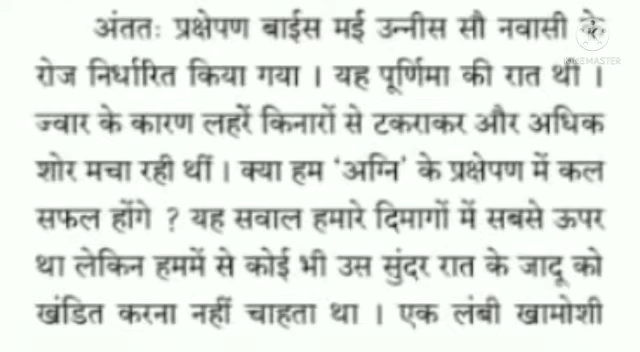 अंततः प्रक्षेपण बाईस मई उन्नीस सौ नवासी के
रोज निर्धारित किया गया । यह पूर्णिमा की रात थी ।
ज्वार के कारण लहरें किनारों से टकराकर और अधिक
शोर मचा रही थीं । क्या हम ‘अग्नि’ के प्रक्षेपण में कल
सफल होंगे ? यह सवाल हमारे दिमागों में सबसे ऊपर
था लेकिन हममें से कोई भी उस सुंदर रात के जादू को
खंडित करना नहीं चाहता था । एक लंबी खामोशी
KINEMASTER